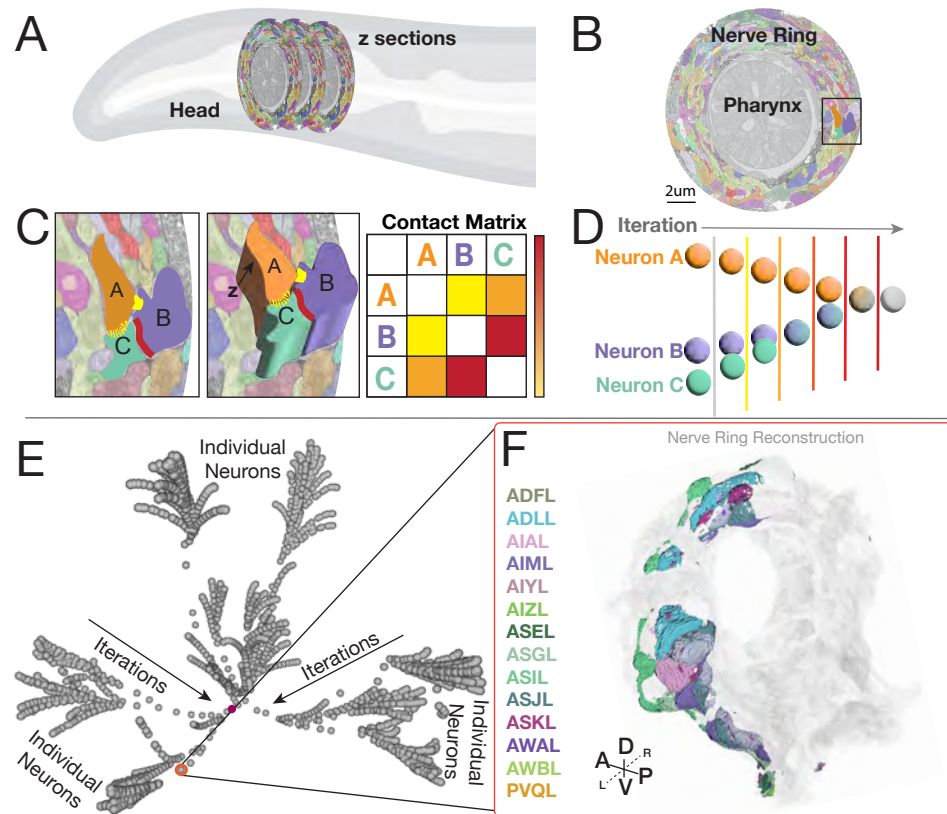 A
z sections
Head
B
Nerve Ring
Pharynx
2um
C
A
B
C
z
A
B
C
Contact Matrix
A B C
A
B
C
D
Iteration
Neuron A
Neuron B
Neuron C
E
Individual
Neurons
Iterations
Iterations
Individual
Neurons
Individual
Neurons
F
Nerve Ring Reconstruction
ADFL
ADLL
AIAL
AIML
AIYL
AIZL
ASEL
ASGL
ASIL
ASJL
ASKL
AWAL
AWBL
PVQL
D
A R
L P
V